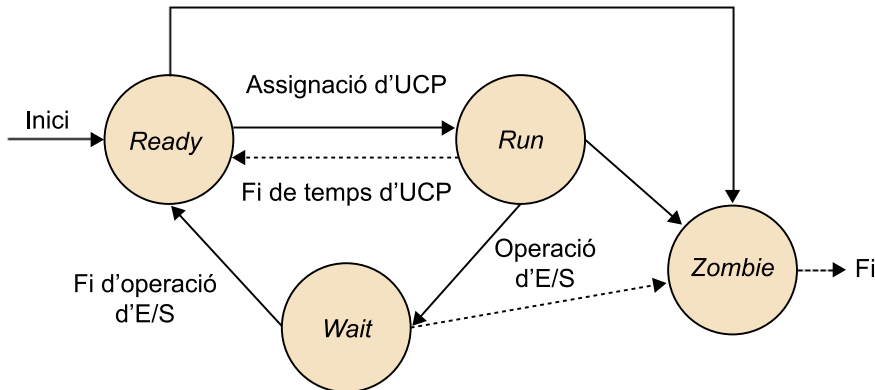 Assignació d'UCP
Inici
Ready
Run
Fi de temps d'UCP
Operació
d'E/S
Zombie
Fi
Fi d'operació
d'E/S
Wait